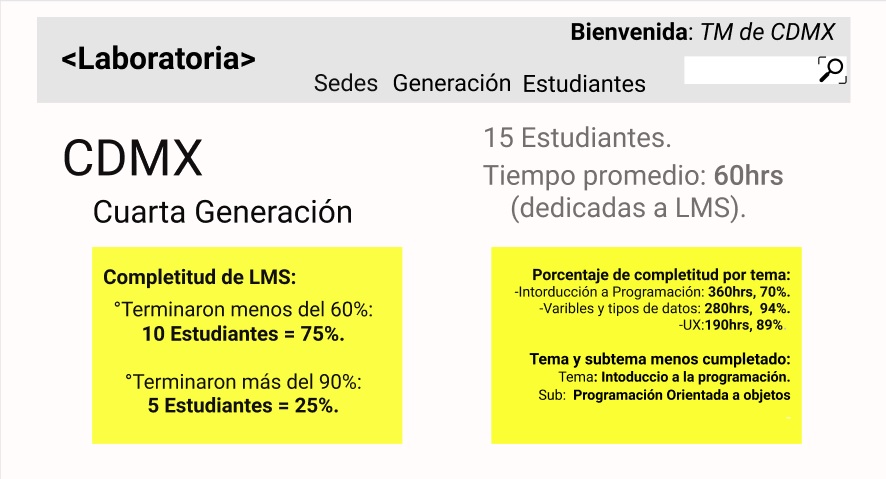 Bienvenida: TM de CDMX
<Laboratoria>
Sedes Generación Estudiantes
CDMX
Cuarta Generación
15 Estudiantes.
Tiempo promedio: 60hrs
(dedicadas a LMS).
Completitud de LMS:
°Terminaron menos del 60%:
10 Estudiantes = 75%.
°Terminaron más del 90%:
5 Estudiantes = 25%.
Porcentaje de completitud por tema:
-Intorducción a Programación: 360hrs, 70%.
-Varibles y tipos de datos: 280hrs, 94%.
-UX:190hrs, 89%.
Tema y subtema menos cumpletado:
Tema: Intoduccio a la programación.
Sub: Programación Orientada a objetos